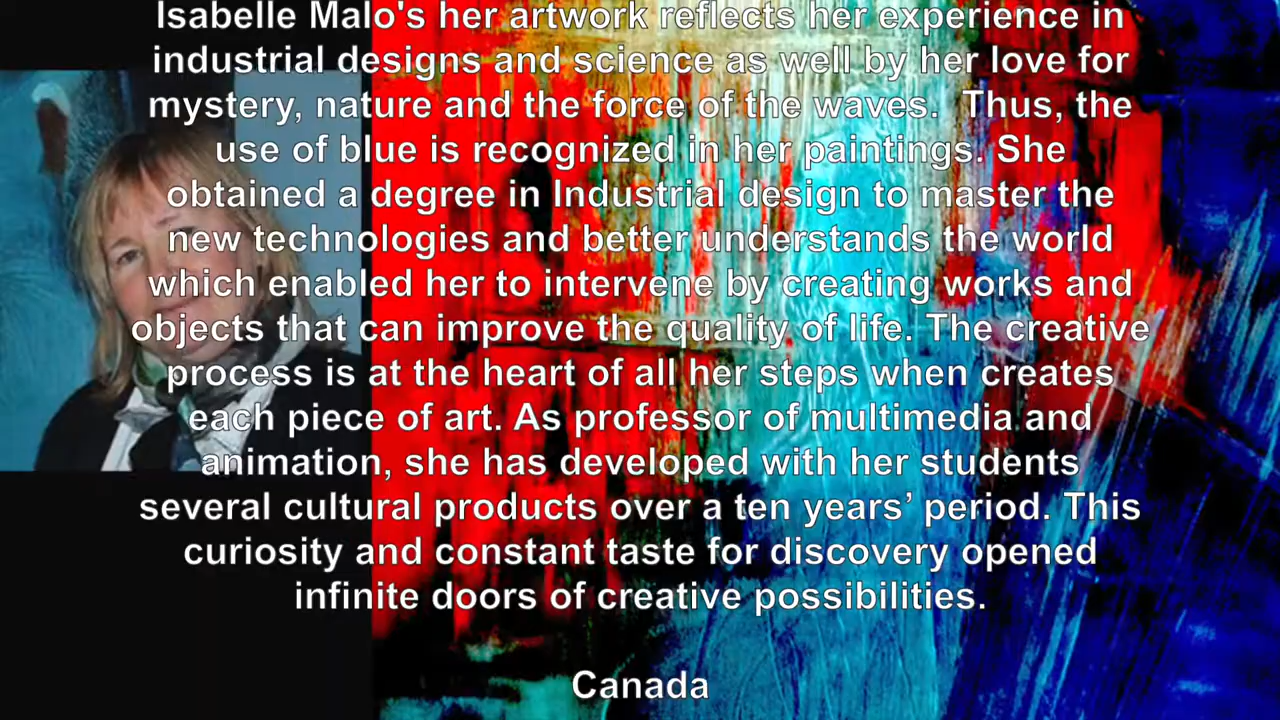 Isabelle Malo's her artwork reflects her experience in
industrial designs and science as well by her love for
mystery, nature and the force of the waves.  Thus, the
use of blue is recognized in her paintings. She
obtained a degree in Industrial design to master the
new technologies and better understands the world
which enabled her to intervene by creating works and
objects that can improve the quality of life. The creative
process is at the heart of all her steps when creates
each piece of art. As professor of multimedia and
animation, she has developed with her students
several cultural products over a ten years’ period. This
curiosity and constant taste for discovery opened
infinite doors of creative possibilities.
Canada